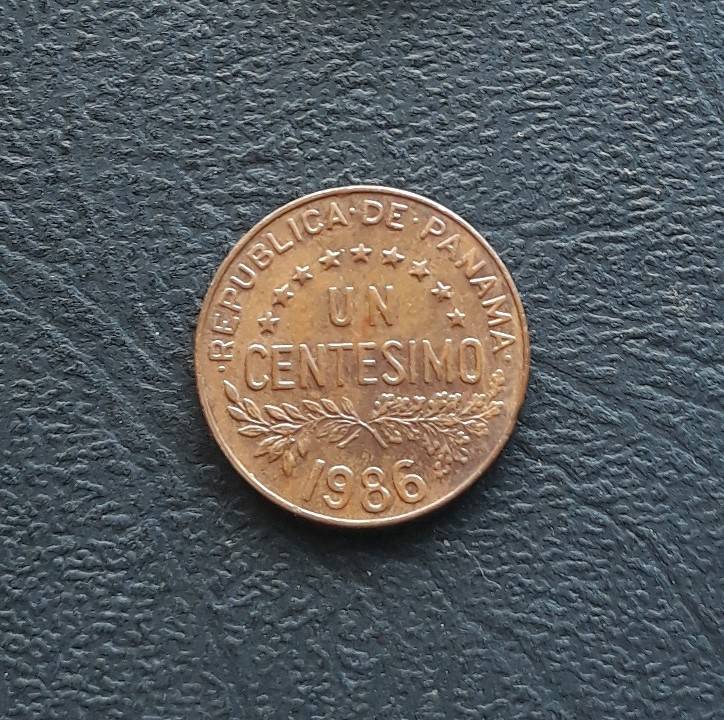 ·REPUBLICA·DE·PANAMA·
UN
CENTESIMO
1986